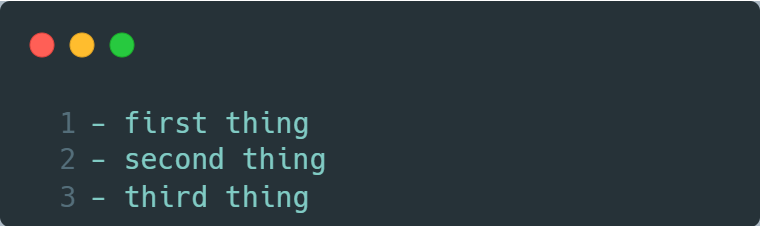 1 - first thing
2 - second thing
3 - third thing